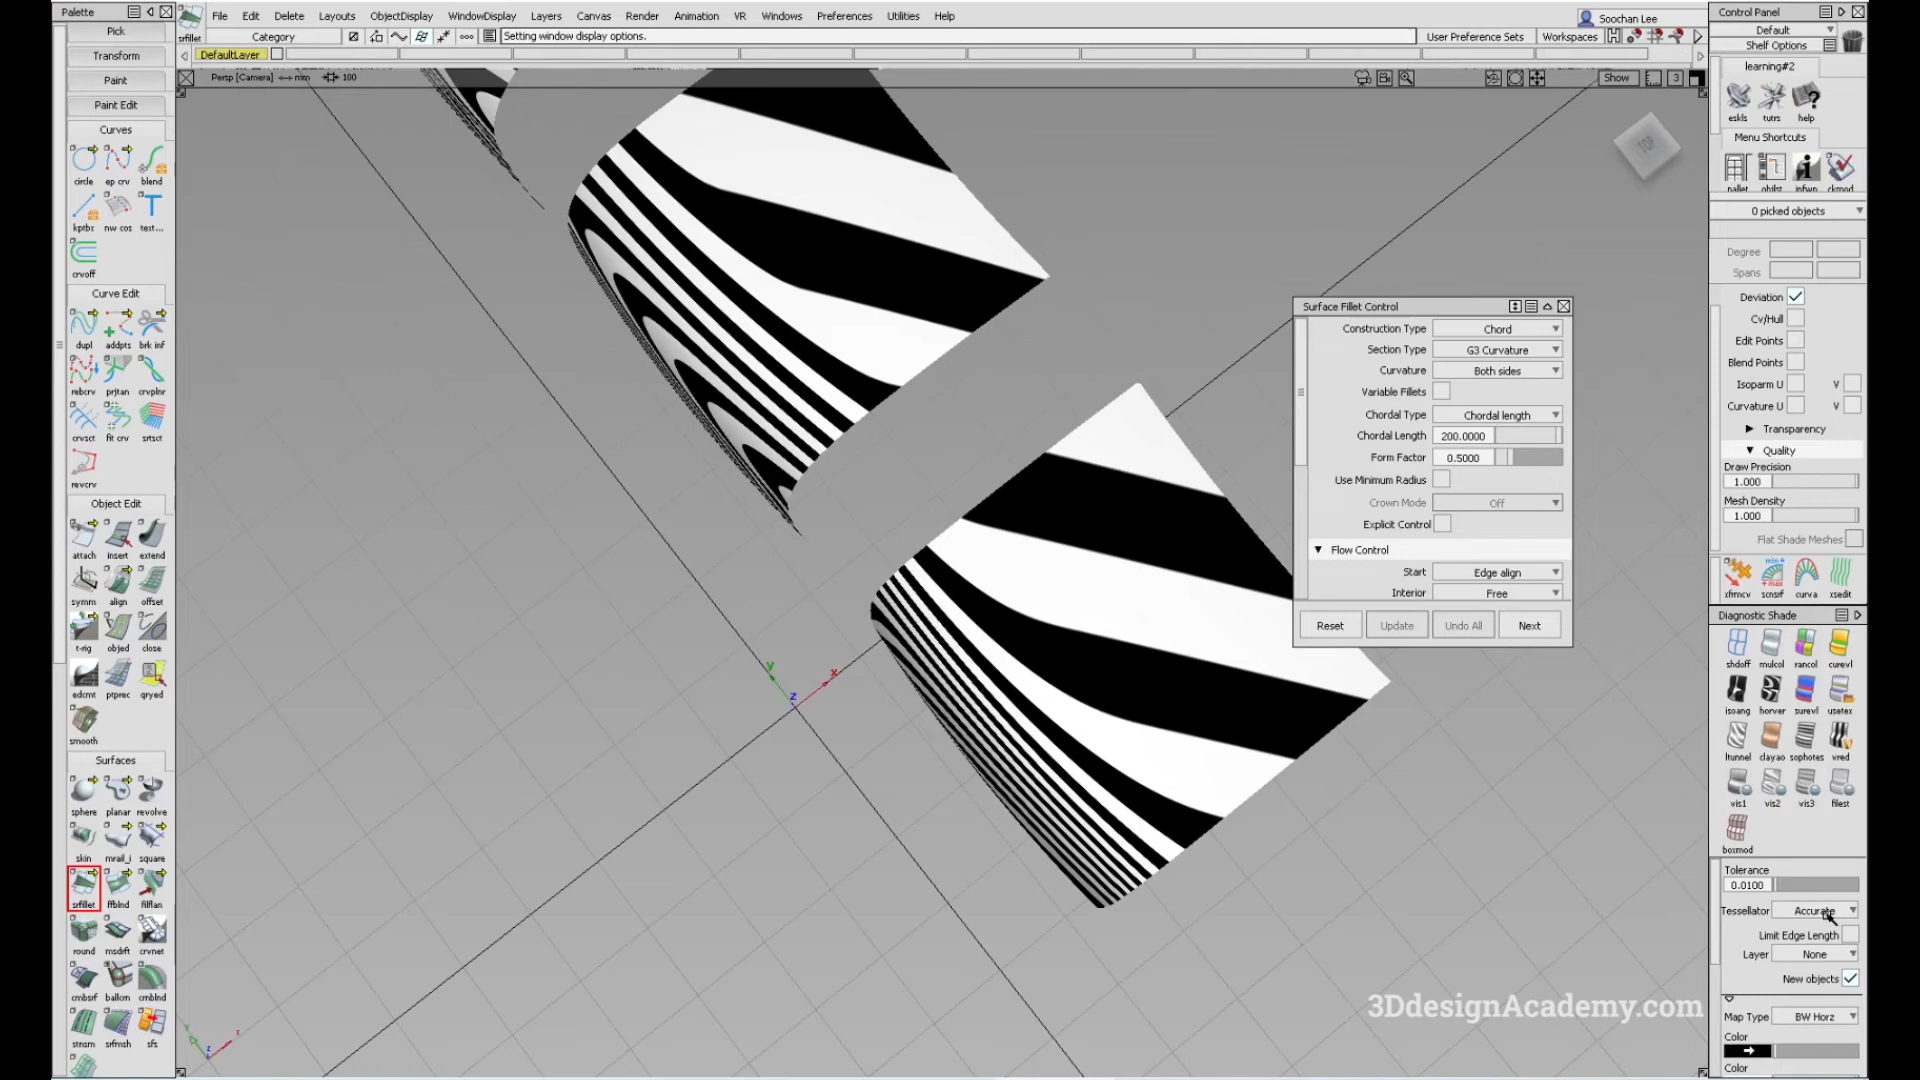 Palette
File Edit Delete Layouts ObjectDisplay WindowDisplay Layers Canvas Render Animation VR Windows Preferences Utilities Help
Soochan Lee
Control Panel
Pick
srfillet
Category
Setting window display options.
User Preference Sets
Workspaces
Default
Shelf Options
DefaultLayer
Transform
Persp [Camera] mm 100
Show
3
learning#2
Paint
Paint Edit
eskfs tutrs help
Curves
Menu Shortcuts
TOP
circle ep crv blend
kptbx nw cos text...
crvoff
0 picked objects
Degree
Spans
Curve Edit
dupl addpts brk inf
rebcrv prjtan crvplnr
crvsct fit crv srtsct
revcrv
Deviation
Cv/Hull
Edit Points
Blend Points
Isoparm U V
Curvature U V
Transparency
Quality
Draw Precision
1.000
Mesh Density
1.000
Flat Shade Meshes
Surface Fillet Control
Construction Type Chord
Section Type G3 Curvature
Curvature Both sides
Variable Fillets
Chordal Type Chordal length
Chordal Length 200.0000
Form Factor 0.5000
Use Minimum Radius
Crown Mode Off
Explicit Control
Flow Control
Start Edge align
Interior Free
Reset Update Undo All Next
Object Edit
attach insert extend
symm align offset
t-rig objed close
edcmt ptprec qryed
smooth
xfrmcv scnsrf curva xsedit
Diagnostic Shade
shdoff mulcol rancol curevl
isoang horver surevl usetex
ltunnel clayao sophotes vred
vis1 vis2 vis3 filest
boxmod
y
x
z
Surfaces
sphere planar revolve
skin mrail_i square
srfillet ffblnd filflan
round msdrft crvnet
cmbsrf ballcrn cmblnd
stnsrn srfmsh sfs
Tolerance
0.0100
Tessellator Accurate
Limit Edge Length
Layer None
New objects
Map Type BW Horz
Color
Color
3DdesignAcademy.com